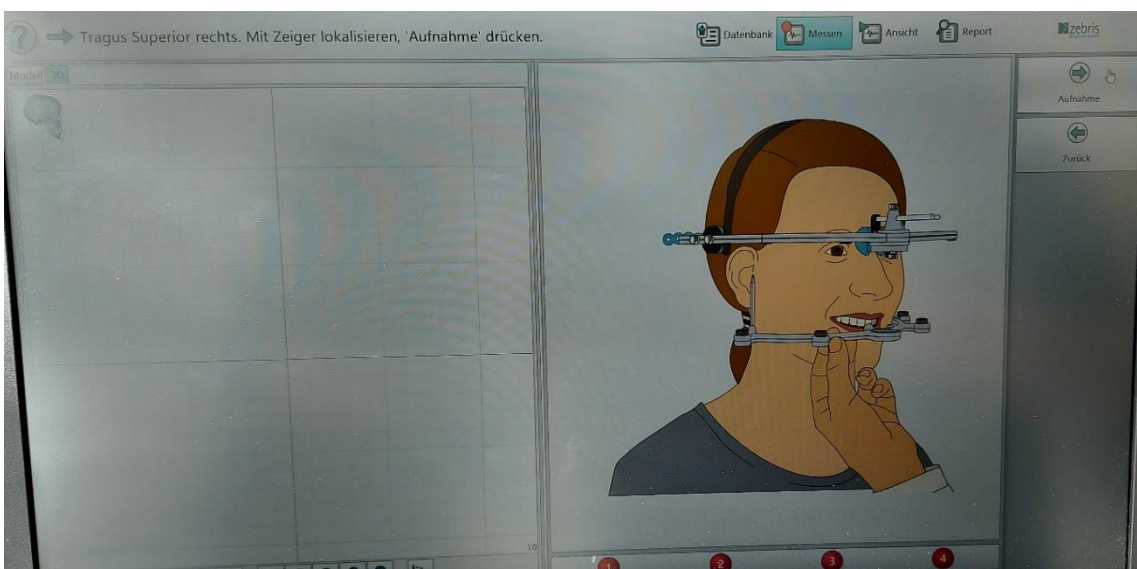 ? Tragus Superior rechts. Mit Zeiger lokalisieren, 'Aufnahme' drücken.
Datenbank Messen Ansicht Report
zebris
Modell 3D
Aufnahme
Zurück
10
1 2 3 4